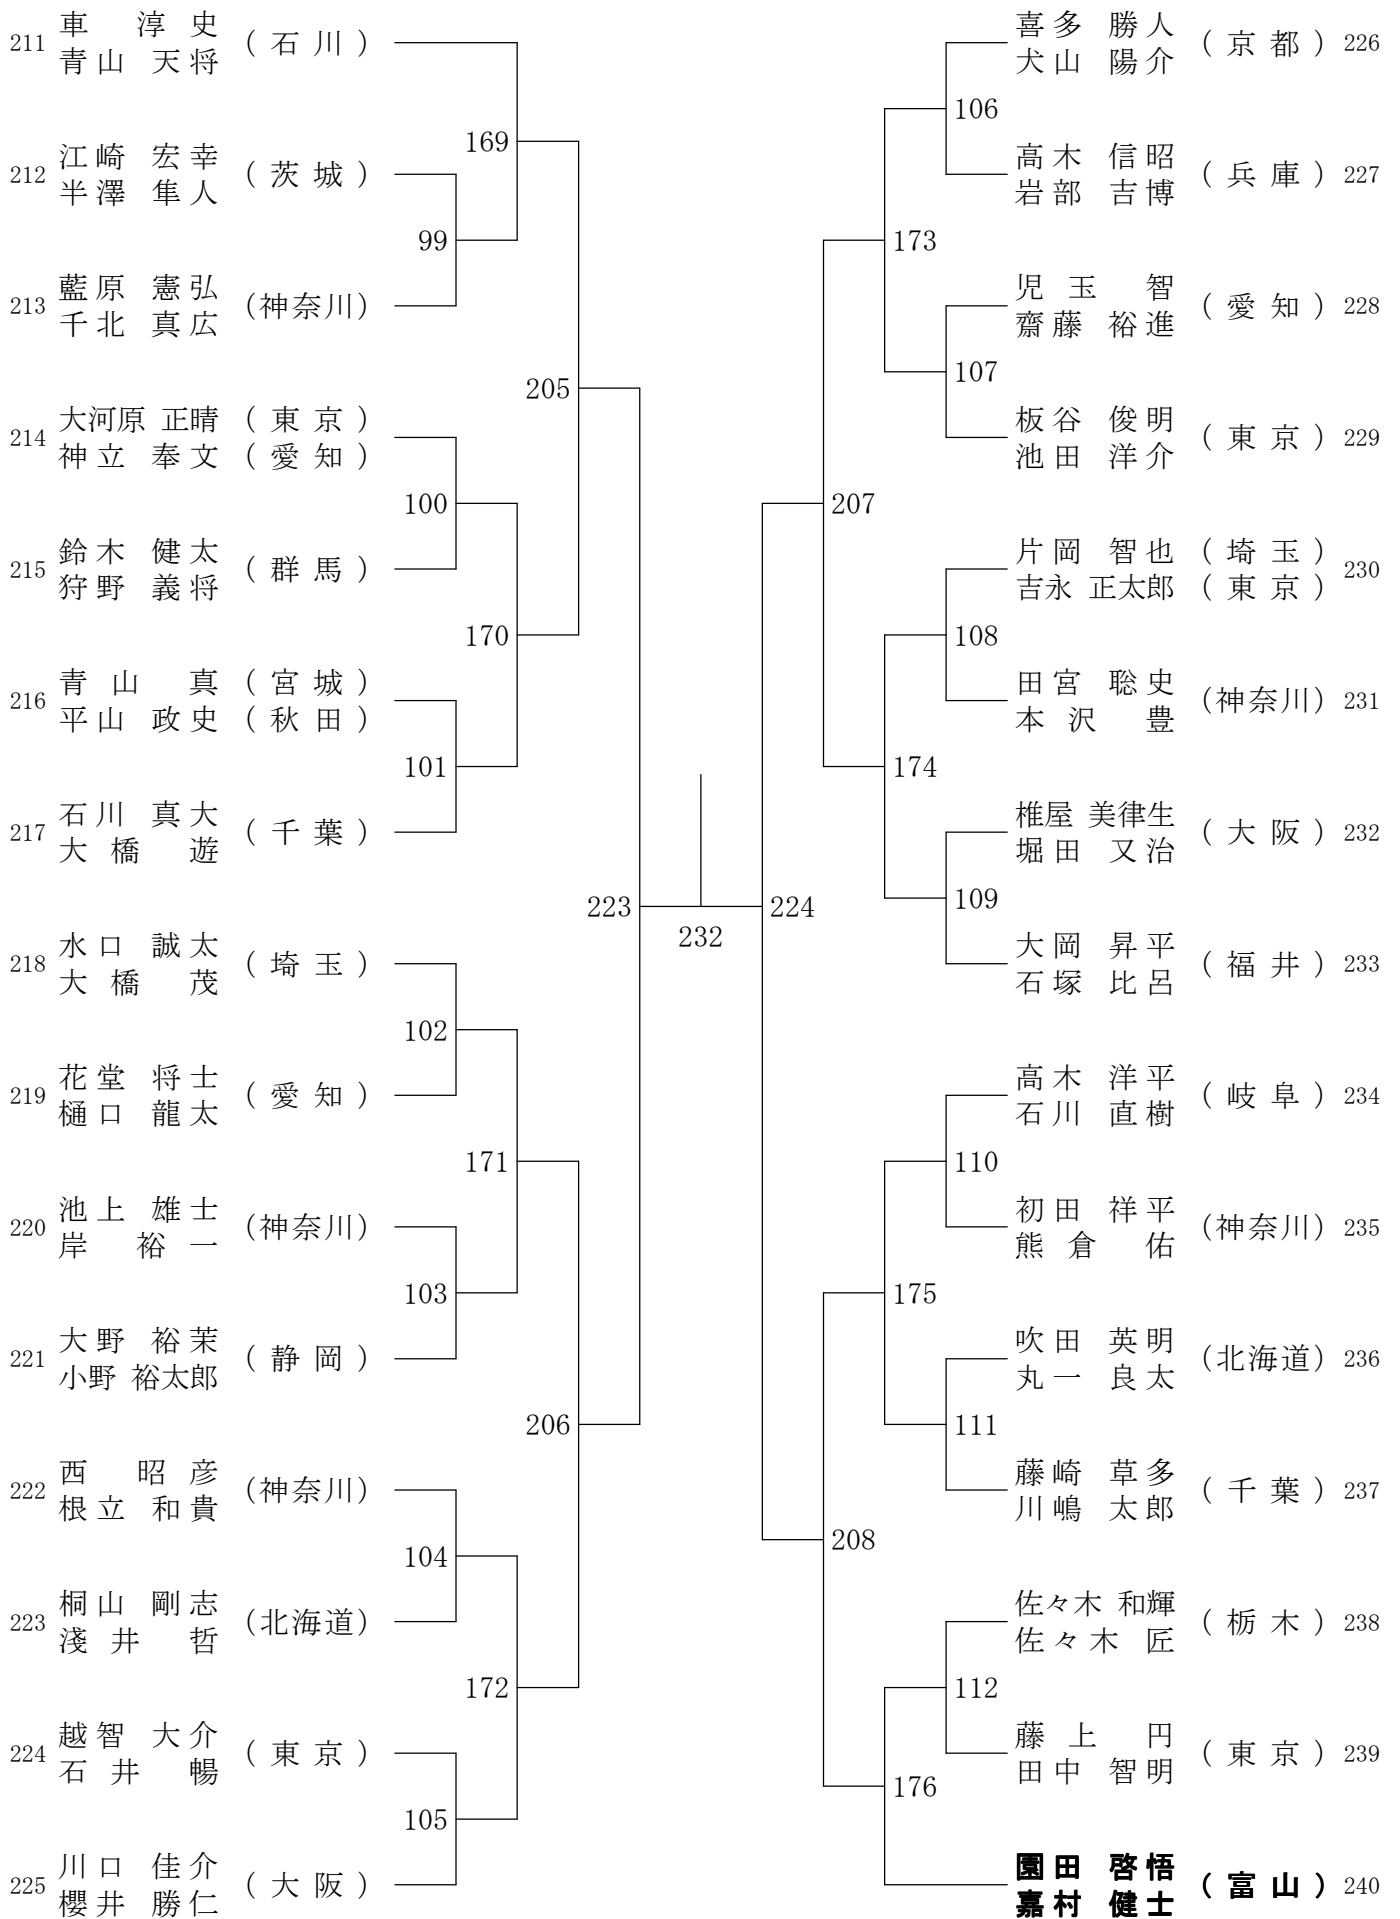 211 車 淳史 (石川)
青山 天将
169
212 江崎 宏幸 (茨城)
半澤 隼人
99
213 藍原 憲弘 (神奈川)
千北 真広
205
214 大河原 正晴 (東京)
神立 奉文 (愛知)
100
215 鈴木 健太 (群馬)
狩野 義将
170
216 青山 真 (宮城)
平山 政史 (秋田)
101
217 石川 真大 (千葉)
大橋 遊
223
218 水口 誠太 (埼玉)
大橋 茂
102
219 花堂 将士 (愛知)
樋口 龍太
171
220 池上 雄士 (神奈川)
岸 裕一
103
221 大野 裕茉 (静岡)
小野 裕太郎
206
222 西 昭彦 (神奈川)
根立 和貴
104
223 桐山 剛志 (北海道)
淺井 哲
172
224 越智 大介 (東京)
石井 暢
105
225 川口 佳介 (大阪)
櫻井 勝仁
232
喜多 勝人 (京都) 226
犬山 陽介
106
高木 信昭 (兵庫) 227
岩部 吉博
173
児玉 智 (愛知) 228
齋藤 裕進
107
板谷 俊明 (東京) 229
池田 洋介
207
片岡 智也 (埼玉) 230
吉永 正太郎 (東京)
108
田宮 聡史 (神奈川) 231
本沢 豊
174
椎屋 美律生 (大阪) 232
堀田 又治
109
大岡 昇平 (福井) 233
石塚 比呂
224
高木 洋平 (岐阜) 234
石川 直樹
110
初田 祥平 (神奈川) 235
熊倉 佑
175
吹田 英明 (北海道) 236
丸一 良太
111
藤崎 草多 (千葉) 237
川嶋 太郎
208
佐々木 和輝 (栃木) 238
佐々木 匠
112
藤上 円 (東京) 239
田中 智明
176
園田 啓悟 (富山) 240
嘉村 健士